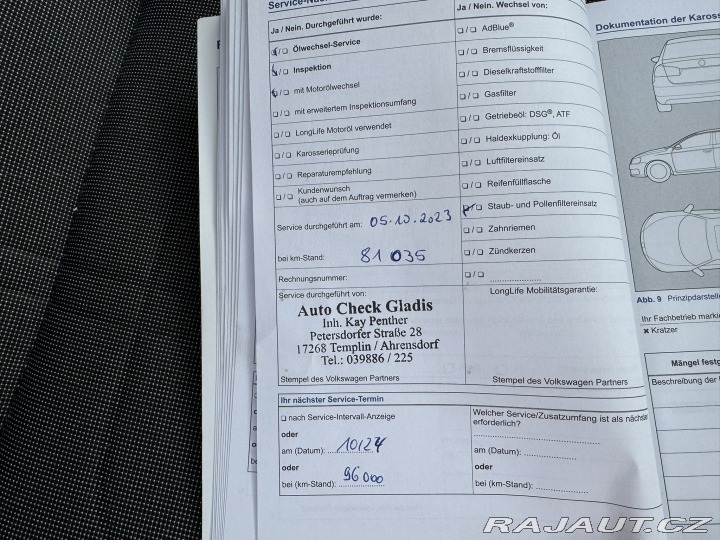 Service-Nach
Ja / Nein. Durchgeführt wurde:
Ölwechsel-Service
Inspektion
mit Motorölwechsel
mit erweitertem Inspektionsumfang
LongLife Motoröl verwendet
Karosserieprüfung
Reparaturempfehlung
Kundenwunsch
(auch auf dem Auftrag vermerken)
Service durchgeführt am: 05.10.2023
bei km-Stand: 81 035
Rechnungsnummer:
Service durchgeführt von:
Auto Check Gladis
Inh. Kay Penther
Petersdorfer Straße 28
17268 Templin / Ahrensdorf
Tel.: 039886 / 225
Stempel des Volkswagen Partners
Ja / Nein. Wechsel von:
AdBlue®
Bremsflüssigkeit
Dieselkraftstofffilter
Gasfilter
Getriebeöl: DSG®, ATF
Haldexkupplung: Öl
Luftfiltereinsatz
Reifenfüllflasche
Staub- und Pollenfiltereinsatz
Zahnriemen
Zündkerzen
LongLife Mobilitätsgarantie:
Stempel des Volkswagen Partners
Ihr nächster Service-Termin
nach Service-Intervall-Anzeige
oder
am (Datum): 10/24
oder
bei (km-Stand): 96 000
Welcher Service/Zusatzumfang ist als nächstes
erforderlich?
am (Datum):
oder
bei (km-Stand):
Dokumentation der Kaross
Abb. 9 Prinzipdarstelle
Ihr Fachbetrieb markie
Kratzer
Mängel festg
Beschreibung der
RAJAUT.CZ